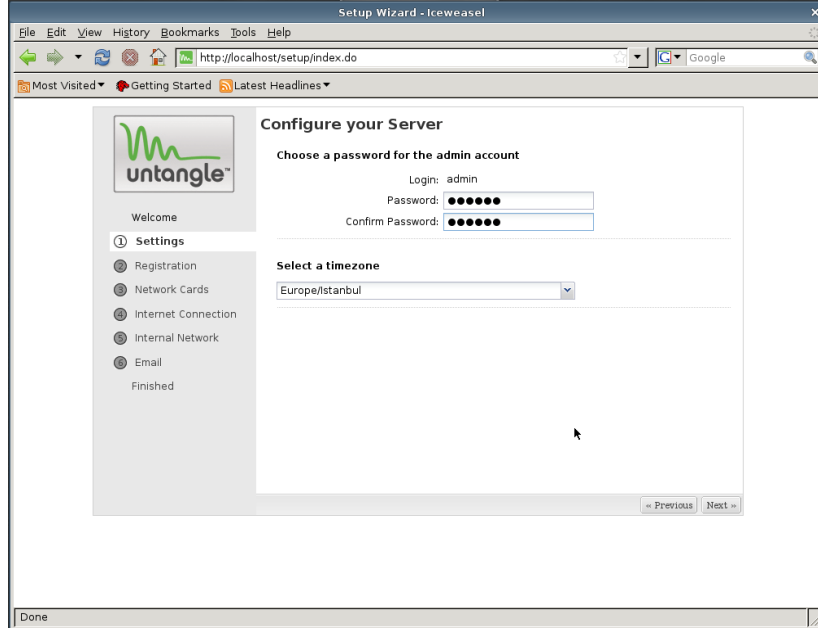 Setup Wizard - Iceweasel
File Edit View History Bookmarks Tools Help
http://localhost/setup/index.do
G Google
Most Visited Getting Started Latest Headlines
untangle™
Configure your Server
Choose a password for the admin account
Login: admin
Password: ●●●●●●
Confirm Password: ●●●●●●
Select a timezone
Europe/Istanbul
Welcome
1 Settings
2 Registration
3 Network Cards
4 Internet Connection
5 Internal Network
6 Email
Finished
« Previous Next »
Done